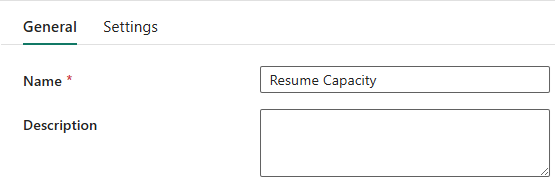 General Settings
Name * Resume Capacity
Description